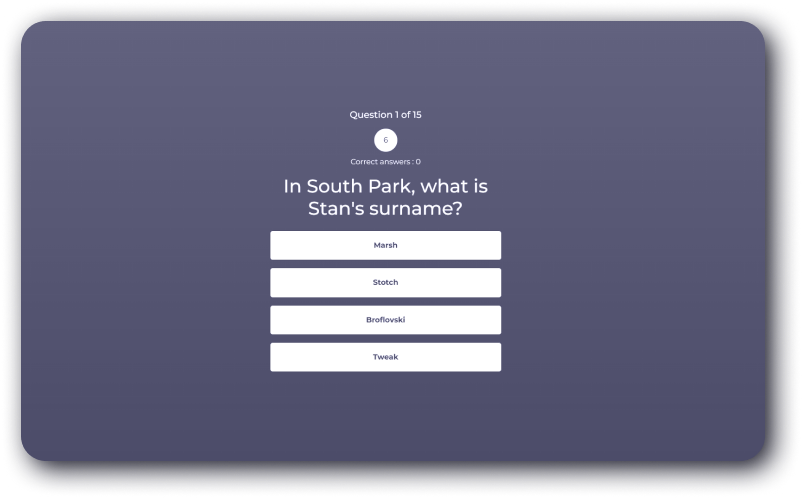 Question 1 of 15
6
Correct answers : 0
In South Park, what is
Stan's surname?
Marsh
Stotch
Broflovski
Tweak